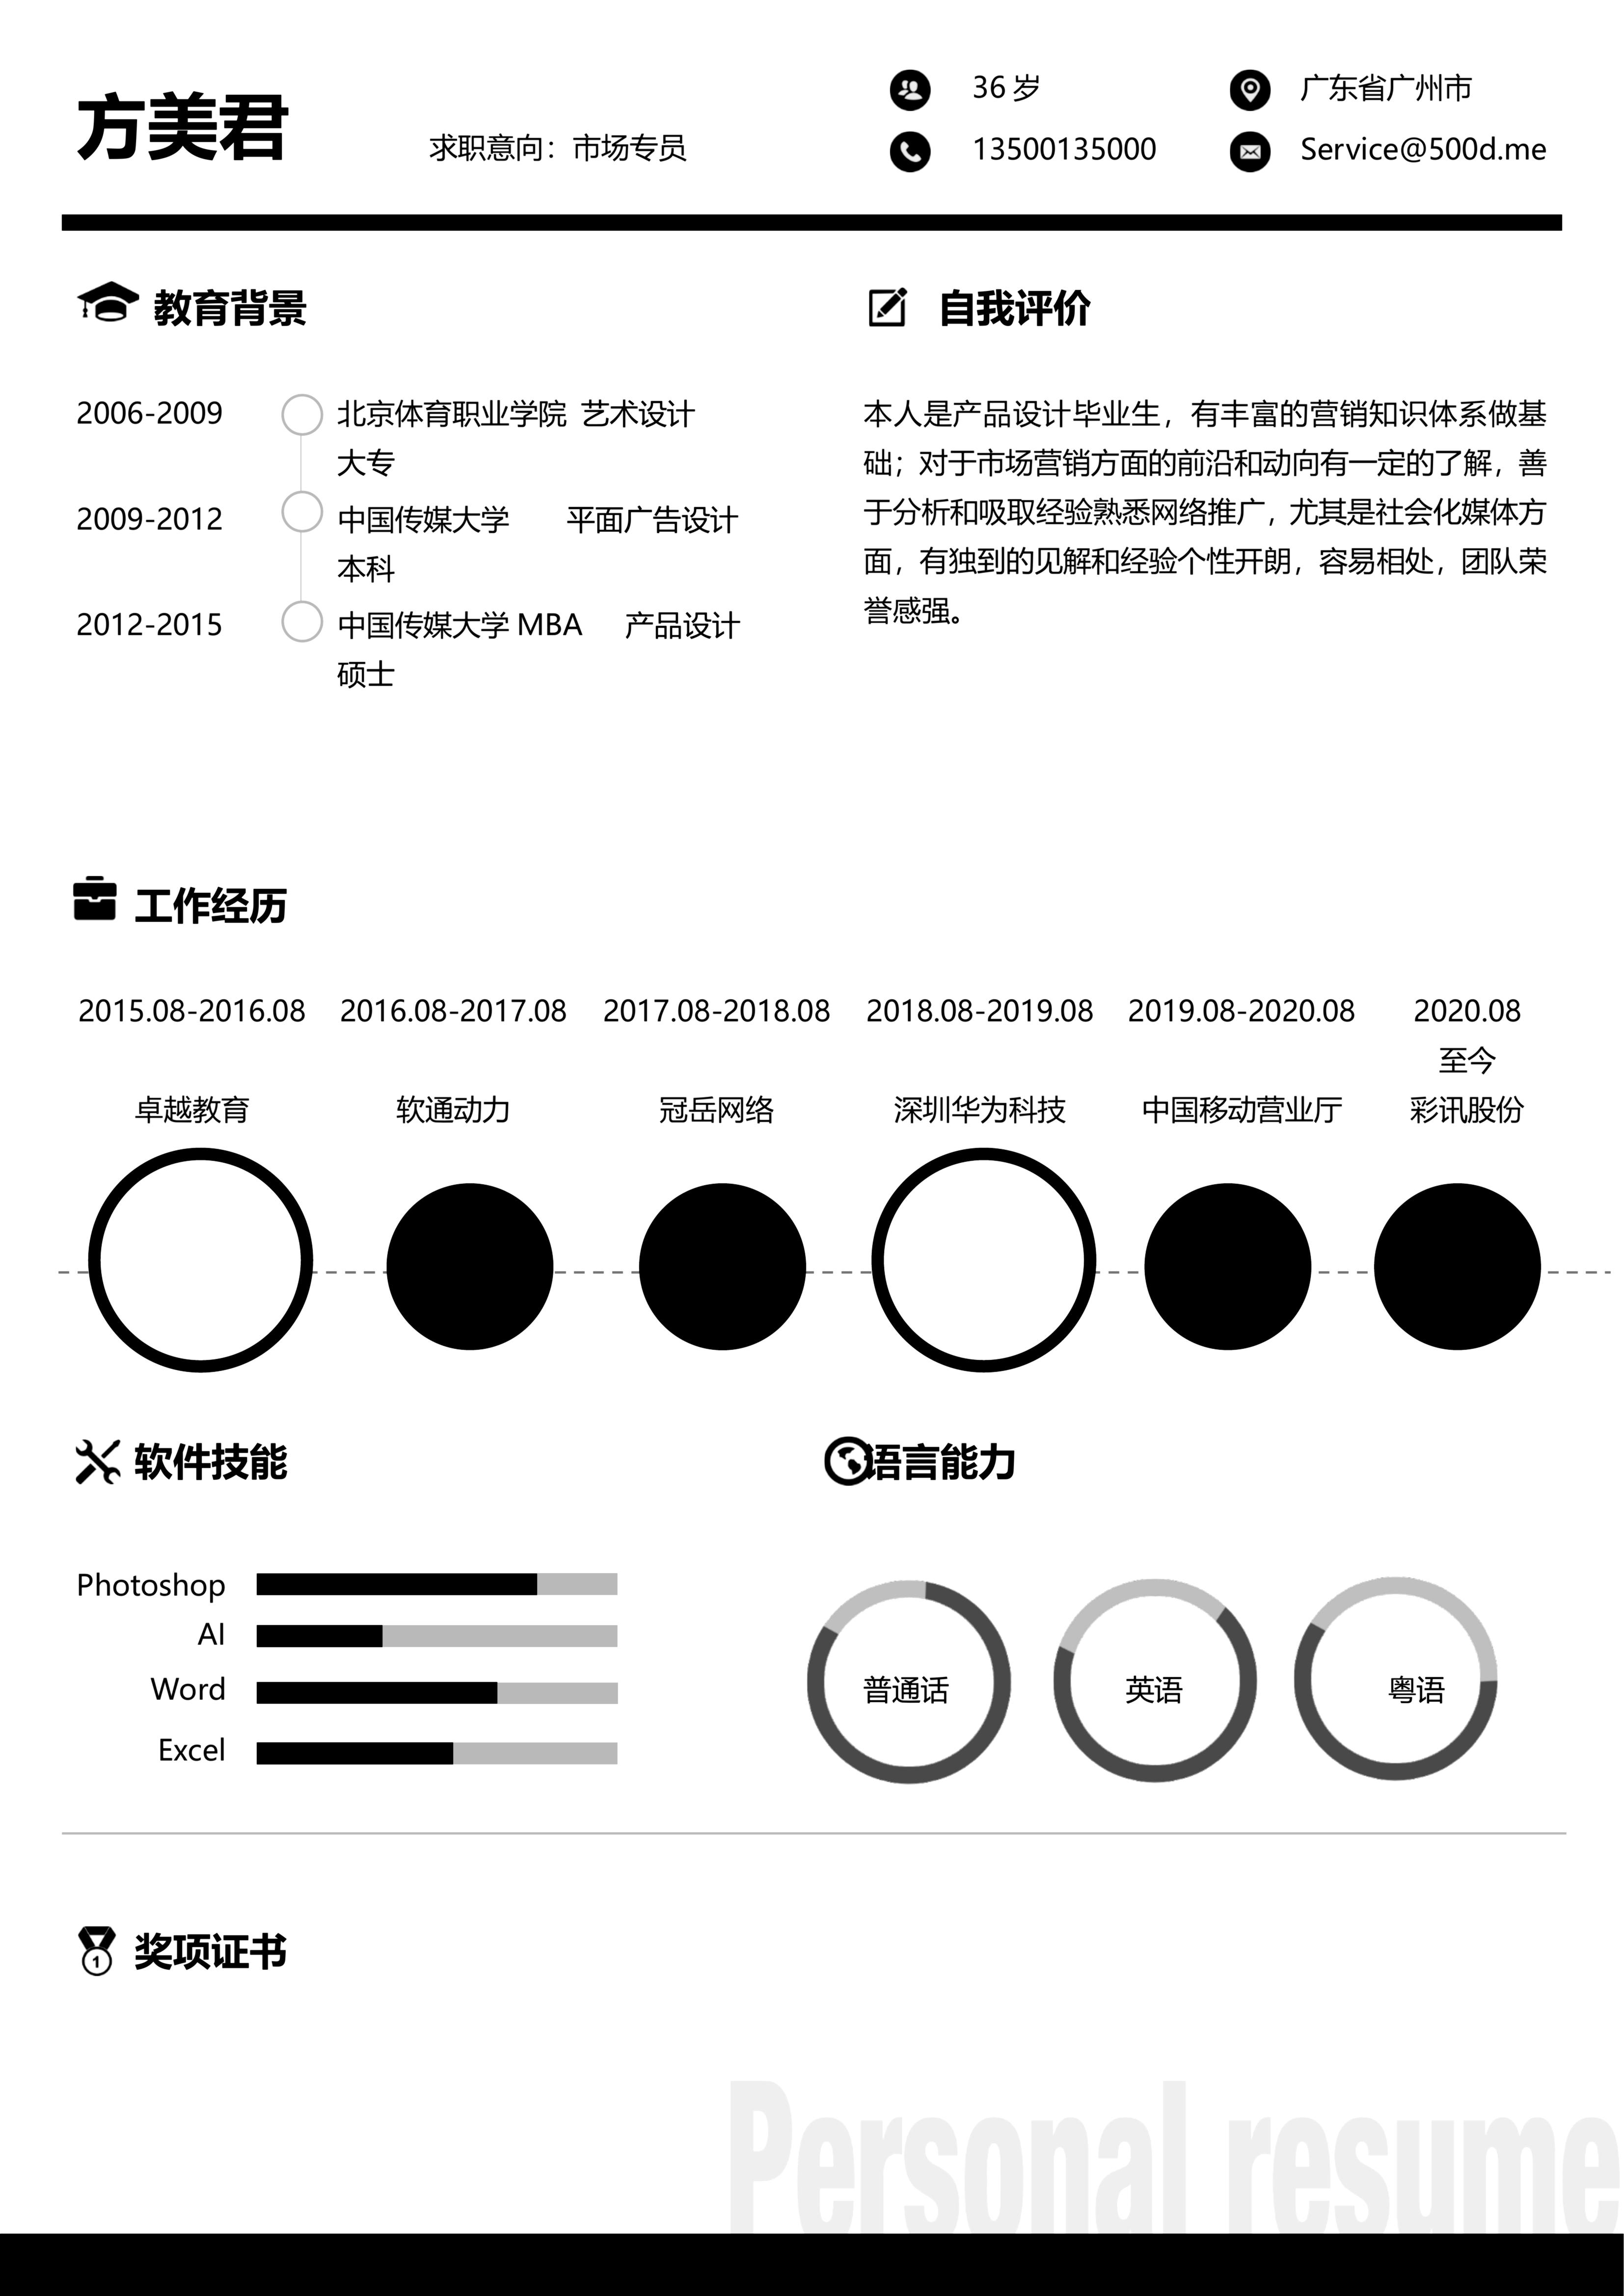 方美君
求职意向：市场专员
36 岁
广东省广州市
13500135000
Service@500d.me
教育背景
2006-2009 北京体育职业学院 艺术设计
大专
2009-2012 中国传媒大学 平面广告设计
本科
2012-2015 中国传媒大学 MBA 产品设计
硕士
自我评价
本人是产品设计毕业生，有丰富的营销知识体系做基
础；对于市场营销方面的前沿和动向有一定的了解，善
于分析和吸取经验熟悉网络推广，尤其是社会化媒体方
面，有独到的见解和经验个性开朗，容易相处，团队荣
誉感强。
工作经历
2015.08-2016.08 2016.08-2017.08 2017.08-2018.08 2018.08-2019.08 2019.08-2020.08 2020.08
至今
卓越教育 软通动力 冠岳网络 深圳华为科技 中国移动营业厅 彩讯股份
软件技能
Photoshop
AI
Word
Excel
语言能力
普通话 英语 粤语
1
奖项证书
Personal resume